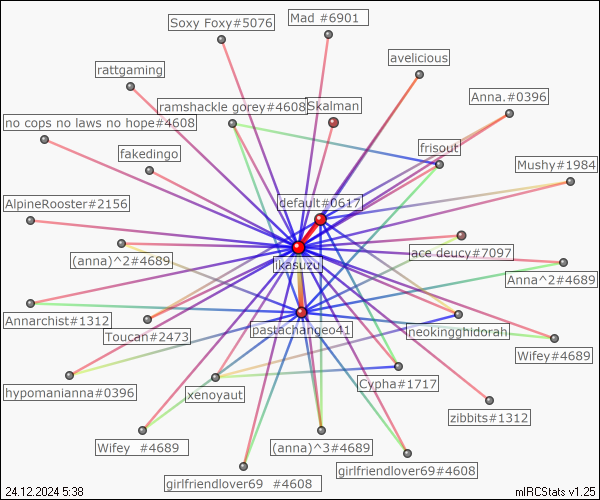 Mad #6901
Soxy Foxy#5076
avelicious
rattgaming
Anna.#0396
ramshackle gorey#4608
Skalman
no cops no laws no hope#4608
frisout
fakedingo
Mushy#1984
default#0617
AlpineRooster#2156
ace deucy#7097
(anna)^2#4689
ikasuzu
Anna^2#4689
Annarchist#1312
pastachangeo41
neokingghidorah
Toucan#2473
Wifey#4689
Cypha#1717
hypomanianna#0396
xenoyaut
zibbits#1312
Wifey #4689
(anna)^3#4689
girlfriendlover69#4608
girlfriendlover69 #4608
24.12.2024 5:38
mIRCStats v1.25